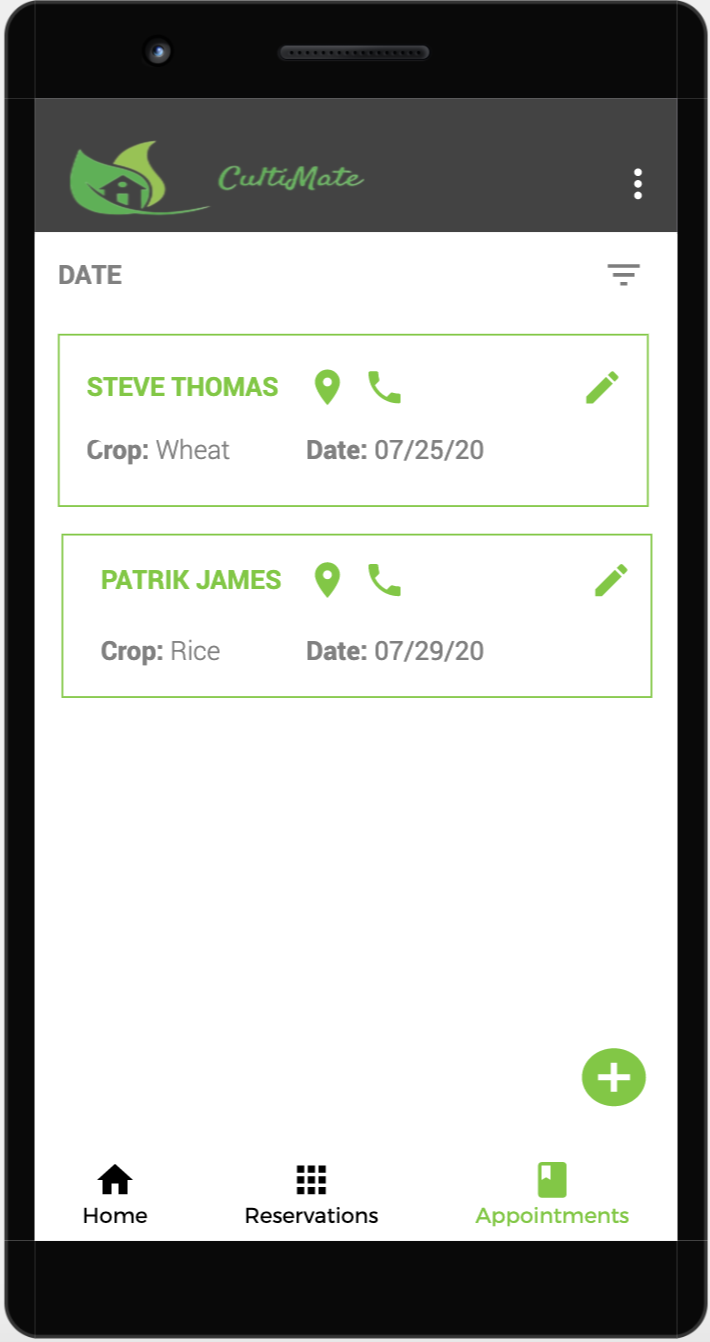 CultiMate
DATE
STEVE THOMAS
Crop: Wheat Date: 07/25/20
PATRIK JAMES
Crop: Rice Date: 07/29/20
Home Reservations Appointments